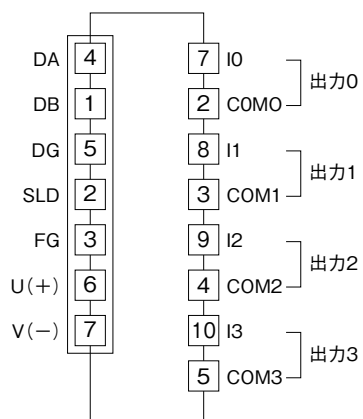 DA 4
DB 1
DG 5
SLD 2
FG 3
U(+) 6
V(−) 7
7 I0
2 COM0
出力0
8 I1
3 COM1
出力1
9 I2
4 COM2
出力2
10 I3
5 COM3
出力3